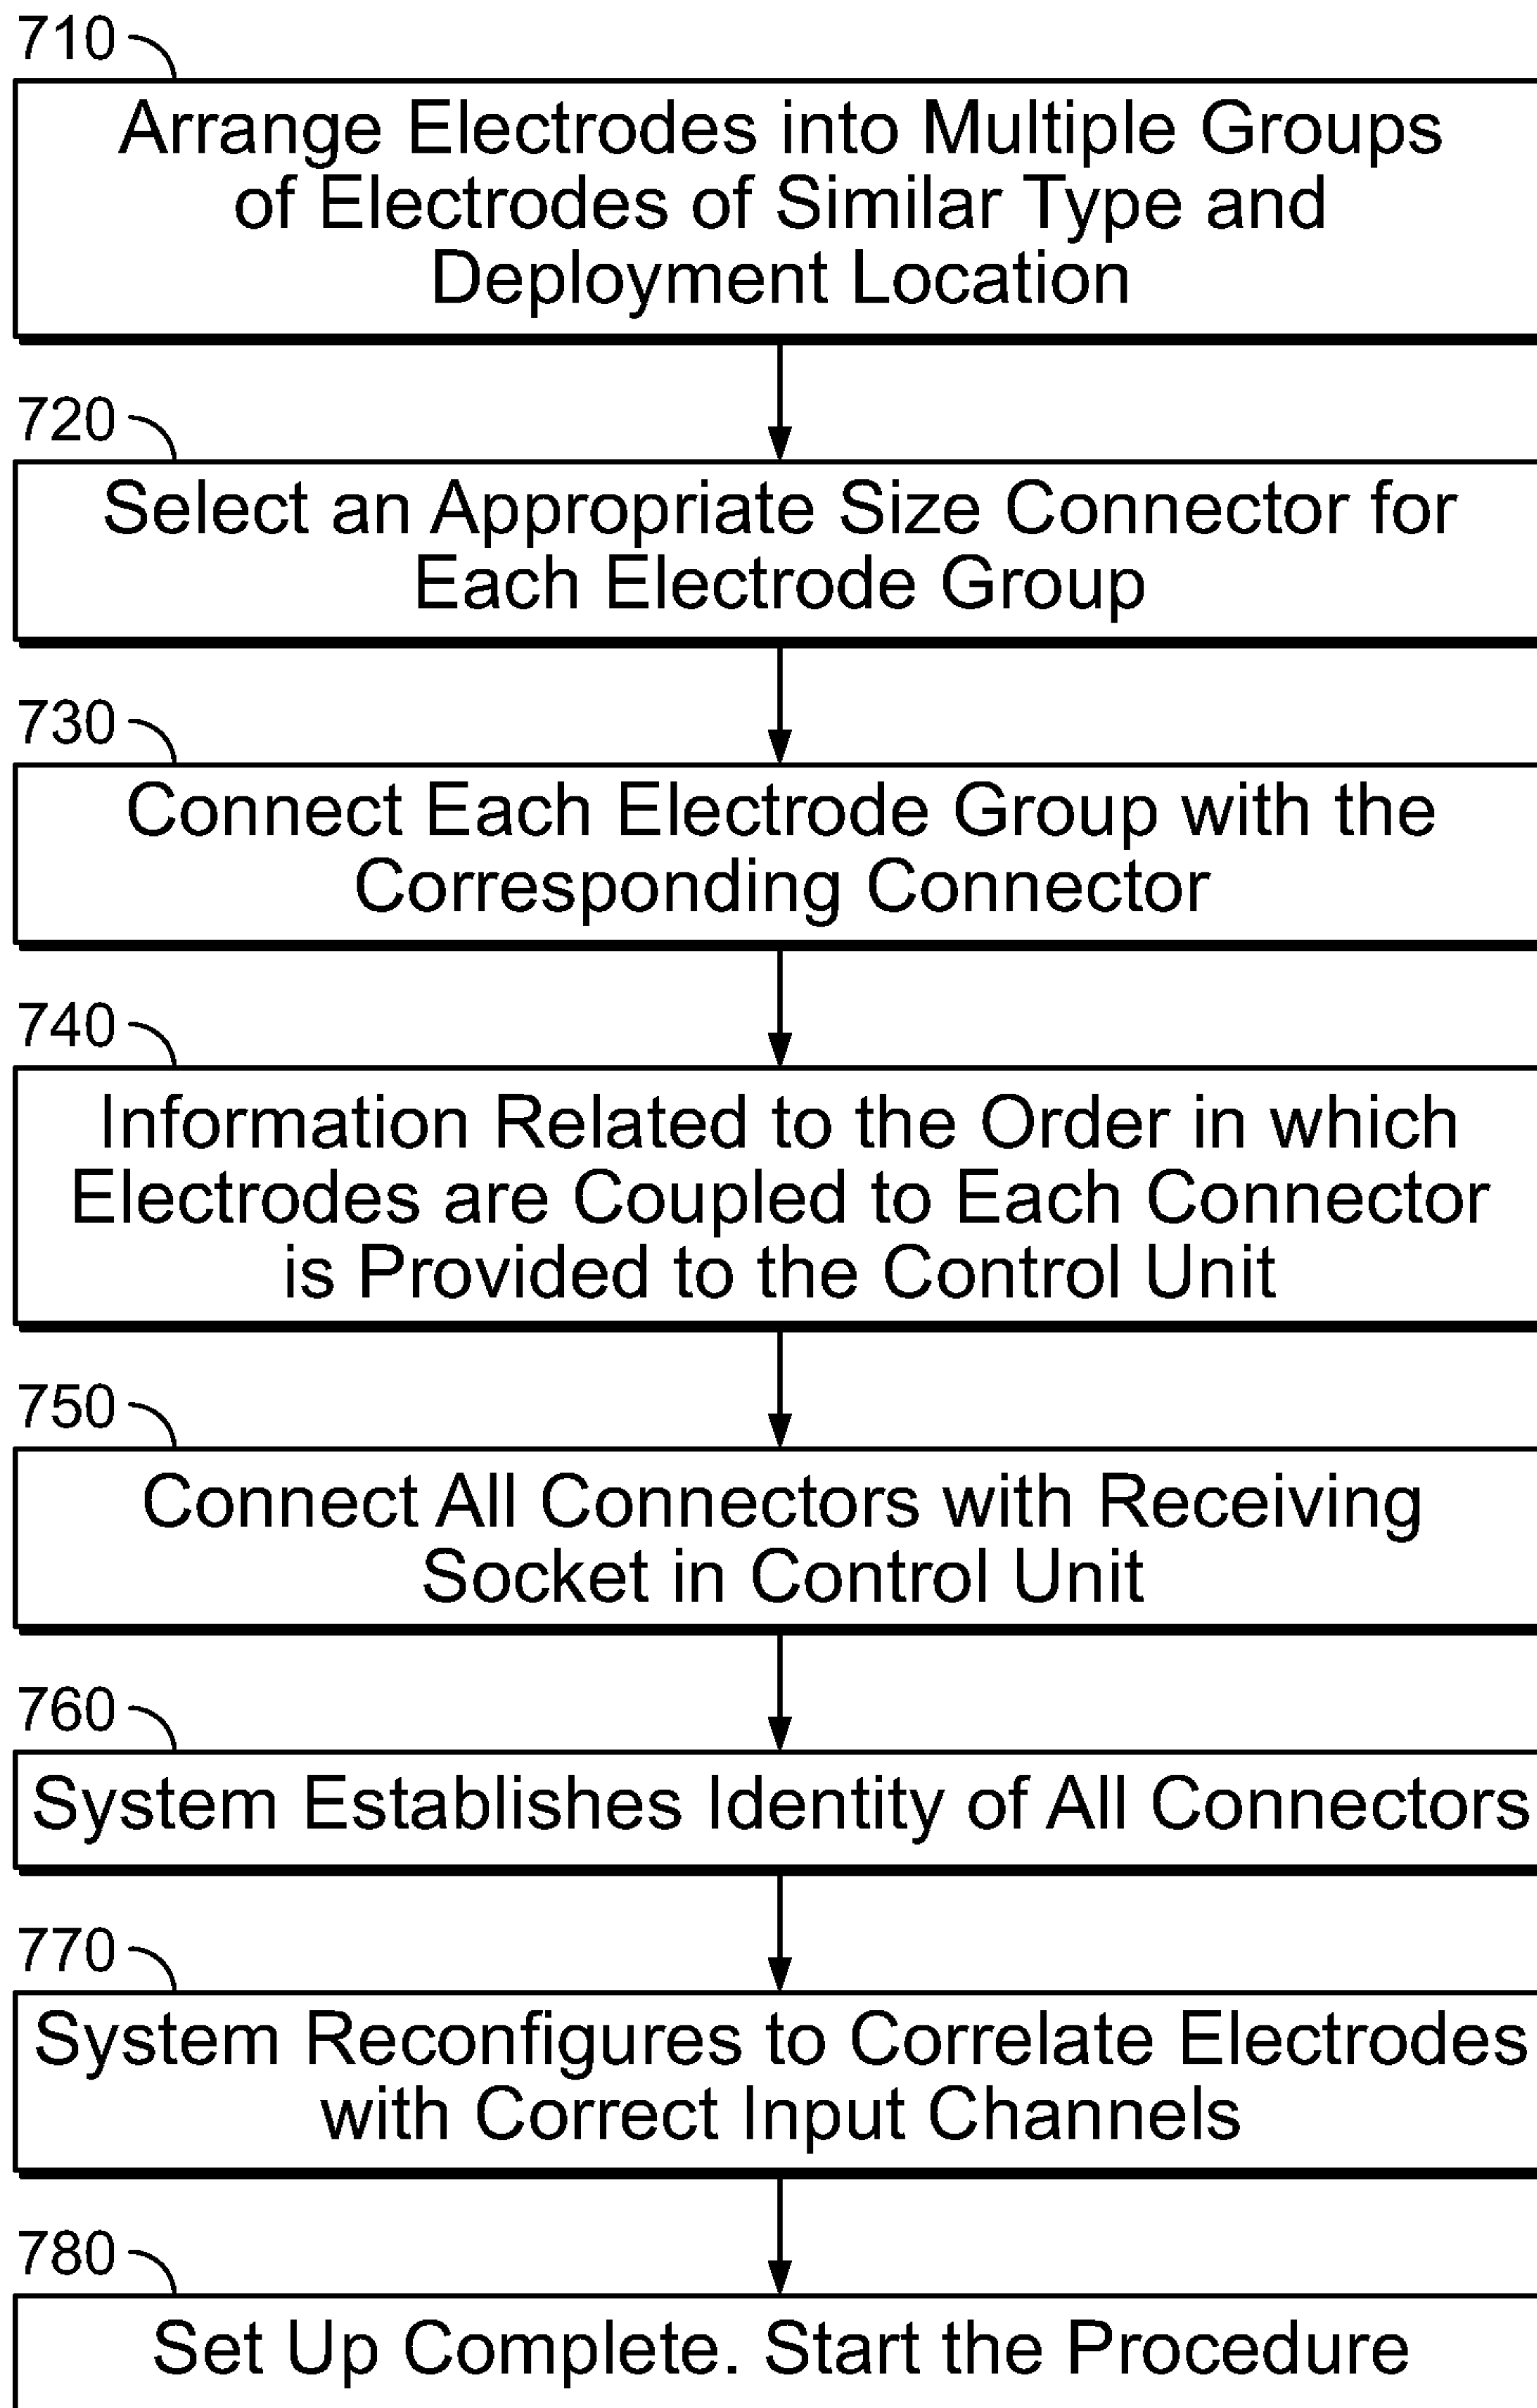 710
Arrange Electrodes into Multiple Groups
of Electrodes of Similar Type and
Deployment Location
720
Select an Appropriate Size Connector for
Each Electrode Group
730
Connect Each Electrode Group with the
Corresponding Connector
740
Information Related to the Order in which
Electrodes are Coupled to Each Connector
is Provided to the Control Unit
750
Connect All Connectors with Receiving
Socket in Control Unit
760
System Establishes Identity of All Connectors
770
System Reconfigures to Correlate Electrodes
with Correct Input Channels
780
Set Up Complete. Start the Procedure